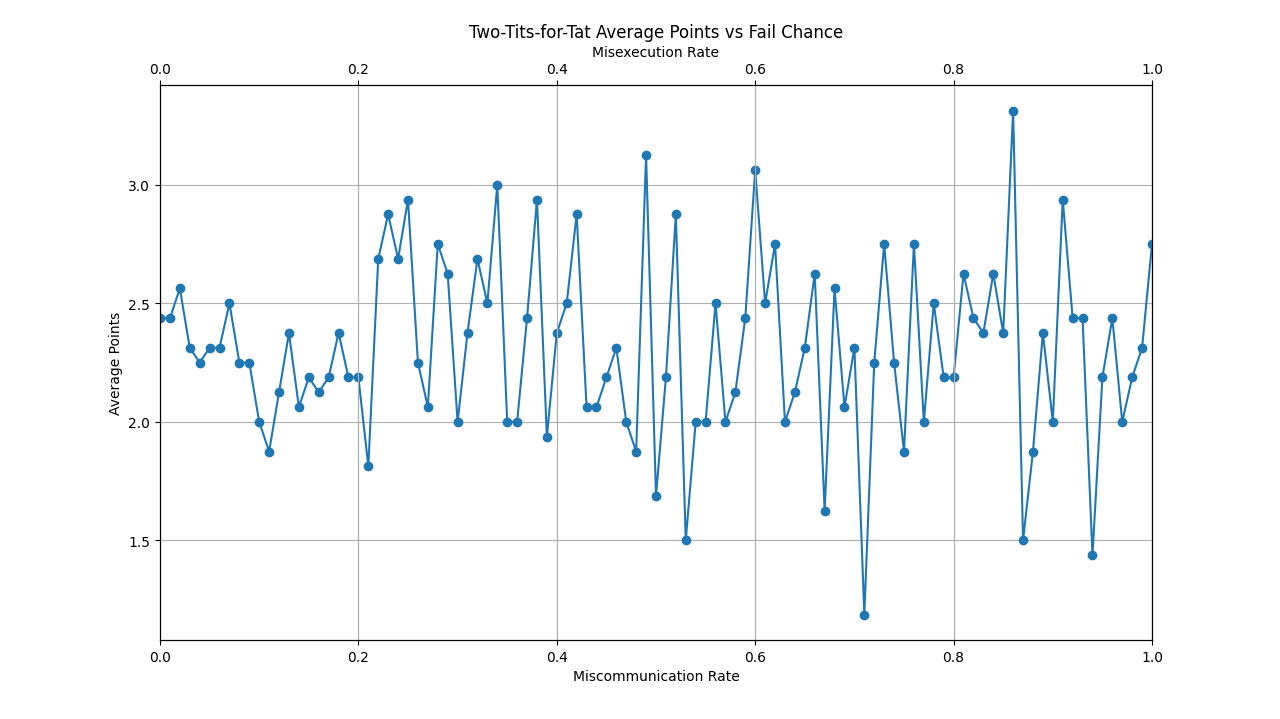 Two-Tits-for-Tat Average Points vs Fail Chance
Misexecution Rate
0.0 0.2 0.4 0.6 0.8 1.0
3.0
2.5
2.0
1.5
Average Points
0.0 0.2 0.4 0.6 0.8 1.0
Miscommunication Rate